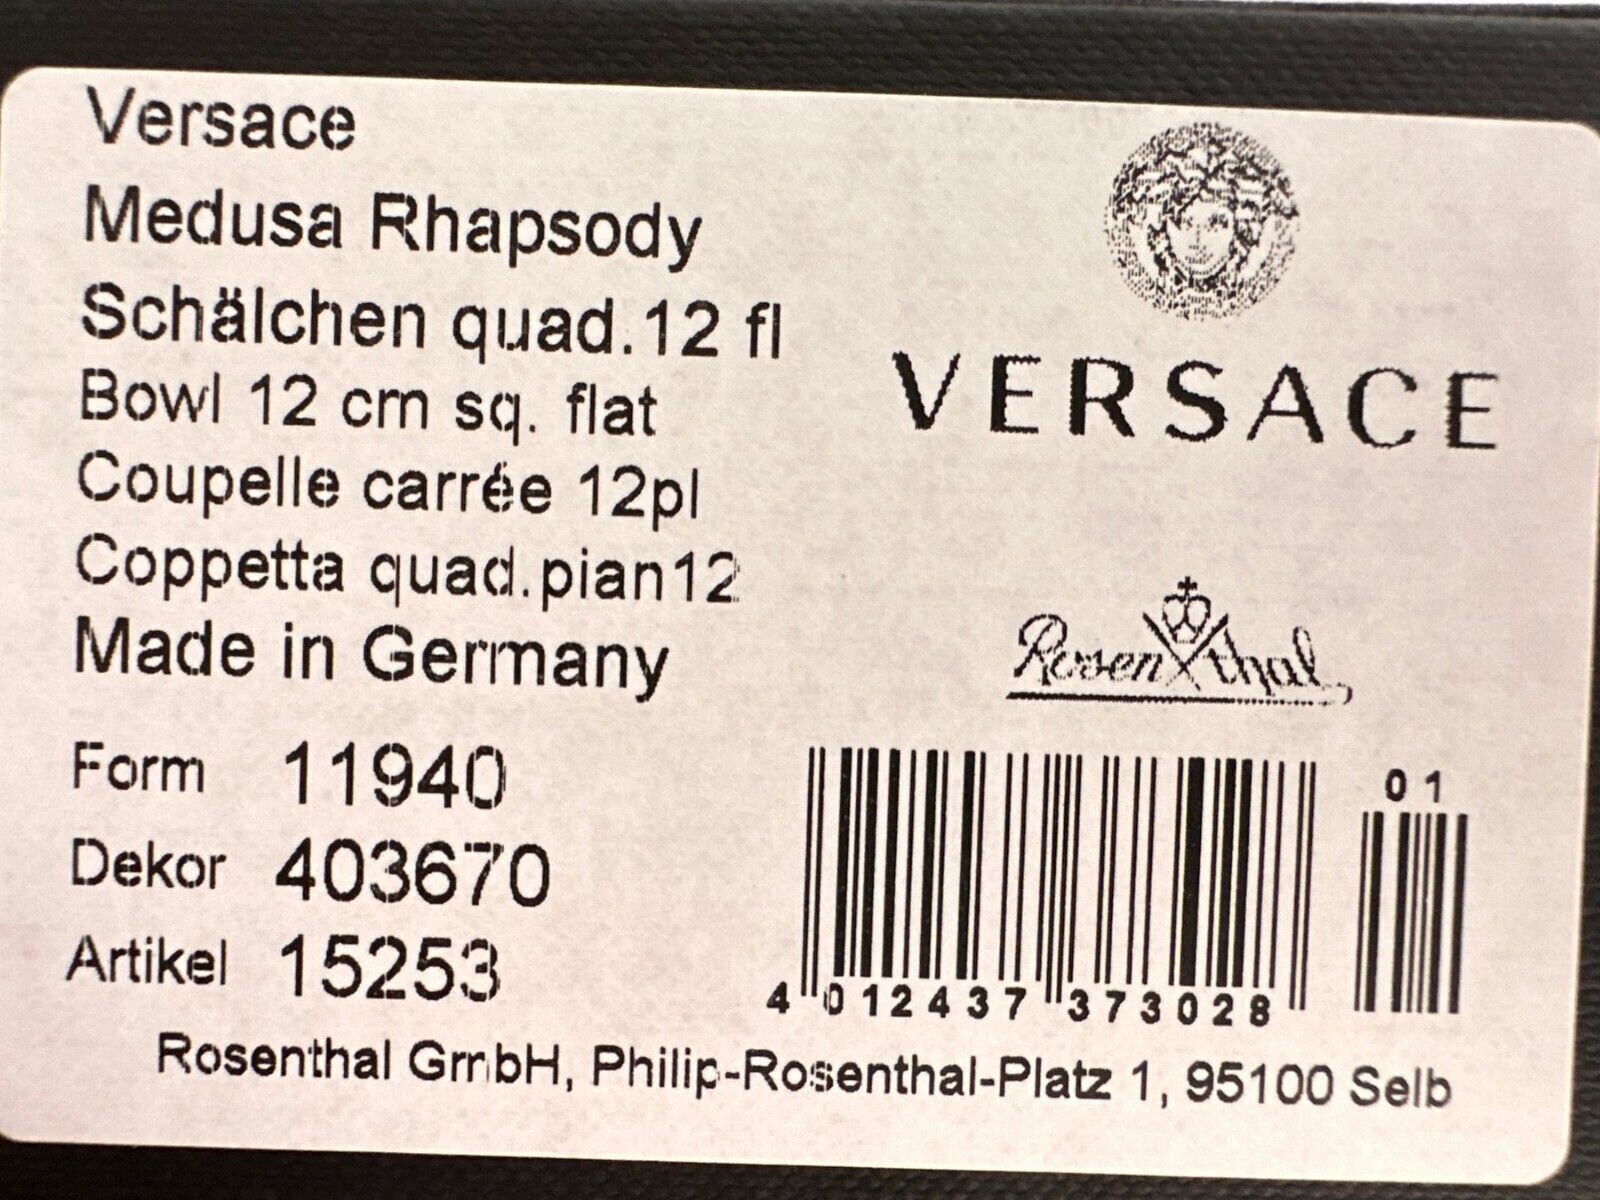 Versace
Medusa Rhapsody
Schälchen quad.12 fl
Bowl 12 cm sq. flat
Coupelle carrée 12pl
Coppetta quad.pian12
Made in Germany
VERSACE
Rosenthal
Form 11940
Dekor 403670
Artikel 15253
01
4 012437 373028
Rosenthal GmbH, Philip-Rosenthal-Platz 1, 95100 Selb